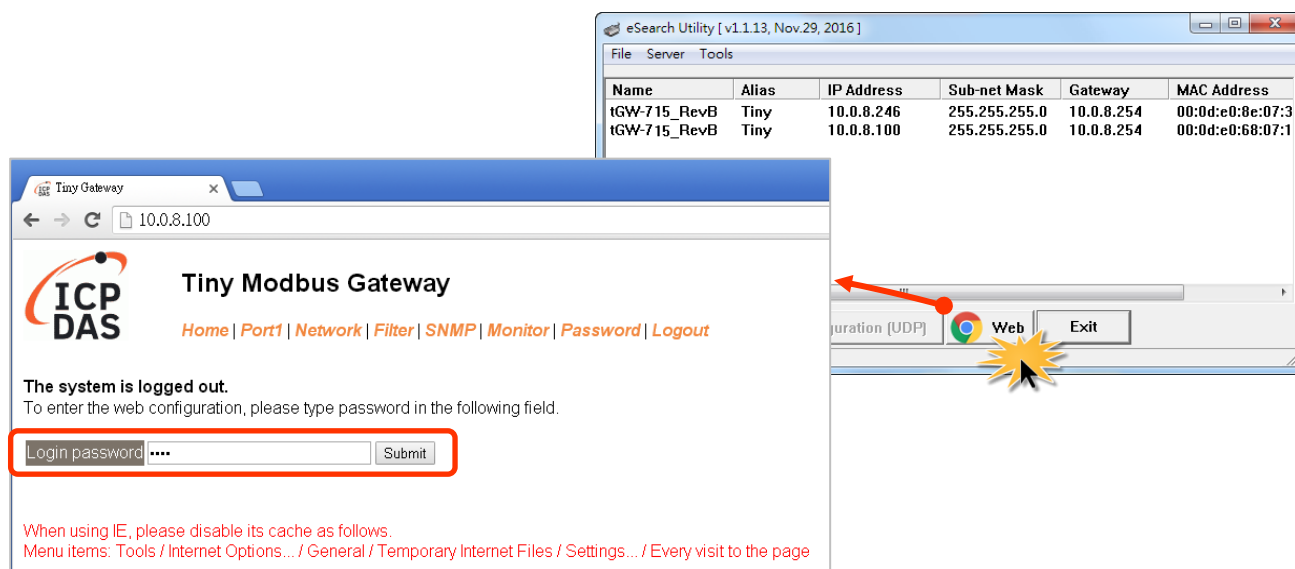 eSearch Utility [ v1.1.13, Nov.29, 2016 ]
File Server Tools
Name Alias IP Address Sub-net Mask Gateway MAC Address
tGW-715_RevB Tiny 10.0.8.246 255.255.255.0 10.0.8.254 00:0d:e0:8e:07:3
tGW-715_RevB Tiny 10.0.8.100 255.255.255.0 10.0.8.254 00:0d:e0:68:07:1
(UDP) Web Exit
ICP DAS Tiny Gateway
10.0.8.100
ICP
DAS
Tiny Modbus Gateway
Home | Port1 | Network | Filter | SNMP | Monitor | Password | Logout
The system is logged out.
To enter the web configuration, please type password in the following field.
Login password •••• Submit
When using IE, please disable its cache as follows.
Menu items: Tools / Internet Options... / General / Temporary Internet Files / Settings... / Every visit to the page